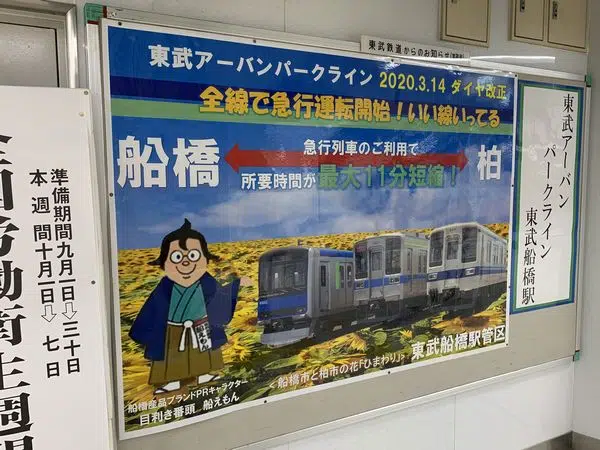 東武鉄道からのお知らせ
東武アーバンパークライン 2020.3.14 ダイヤ改正
全線で急行運転開始!いい線いってる
船橋
急行列車のご利用で
所要時間が最大11分短縮!
柏
船橋産品ブランドPRキャラクター
目利き番頭 船えもん
<船橋市と柏市の花「ひまわり」>
東武船橋駅管区
東武アーバン
パークライン
東武船橋駅
準備期間九月一日⇨三十日
本週間十月一日⇨七日
全国労働衛生週間